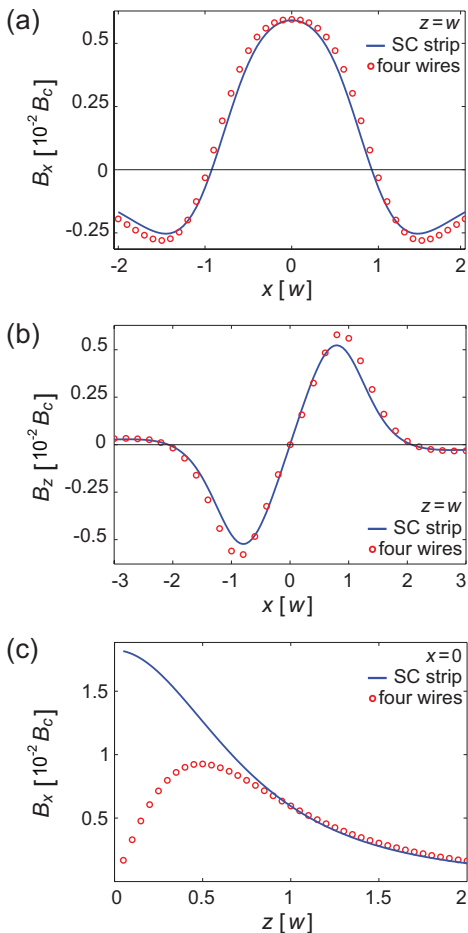 (a)
z = w
SC strip
four wires
0.5
0.25
0
-0.25
B_x [10^-2 B_c]
-2 -1 0 1 2
x [w]
(b)
0.5
0.25
0
-0.25
-0.5
B_z [10^-2 B_c]
z = w
SC strip
four wires
-3 -2 -1 0 1 2 3
x [w]
(c)
x = 0
SC strip
four wires
1.5
1
0.5
B_x [10^-2 B_c]
0 0.5 1 1.5 2
z [w]